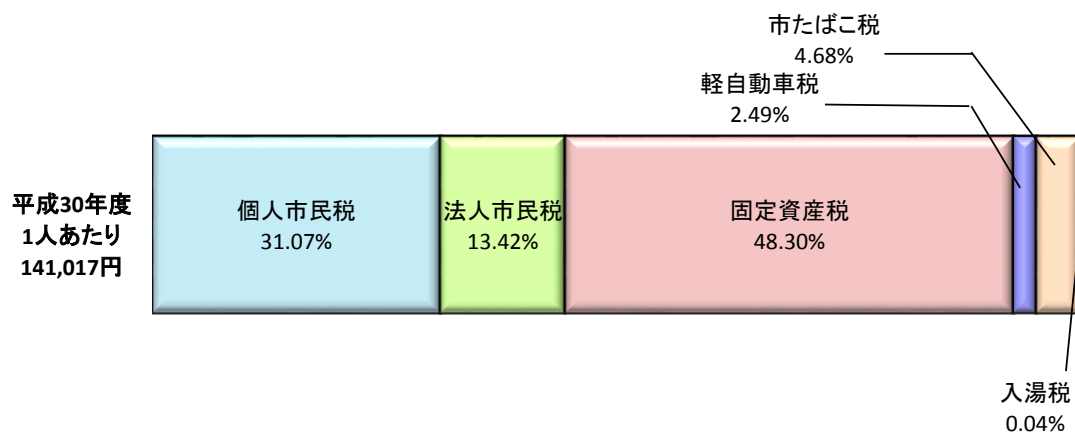 市たばこ税
4.68%
軽自動車税
2.49%
平成30年度
1人あたり
141,017円
個人市民税
31.07%
法人市民税
13.42%
固定資産税
48.30%
入湯税
0.04%